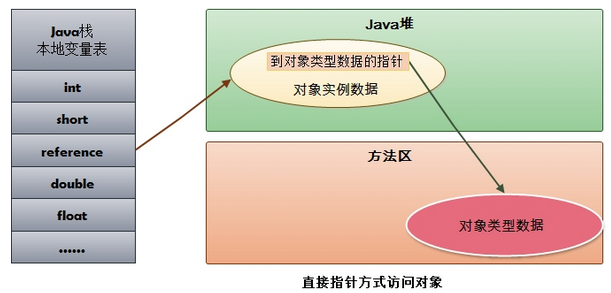 Java栈
本地变量表
int
short
reference
double
float
......
Java堆
到对象类型数据的指针
对象实例数据
方法区
对象类型数据
直接指针方式访问对象